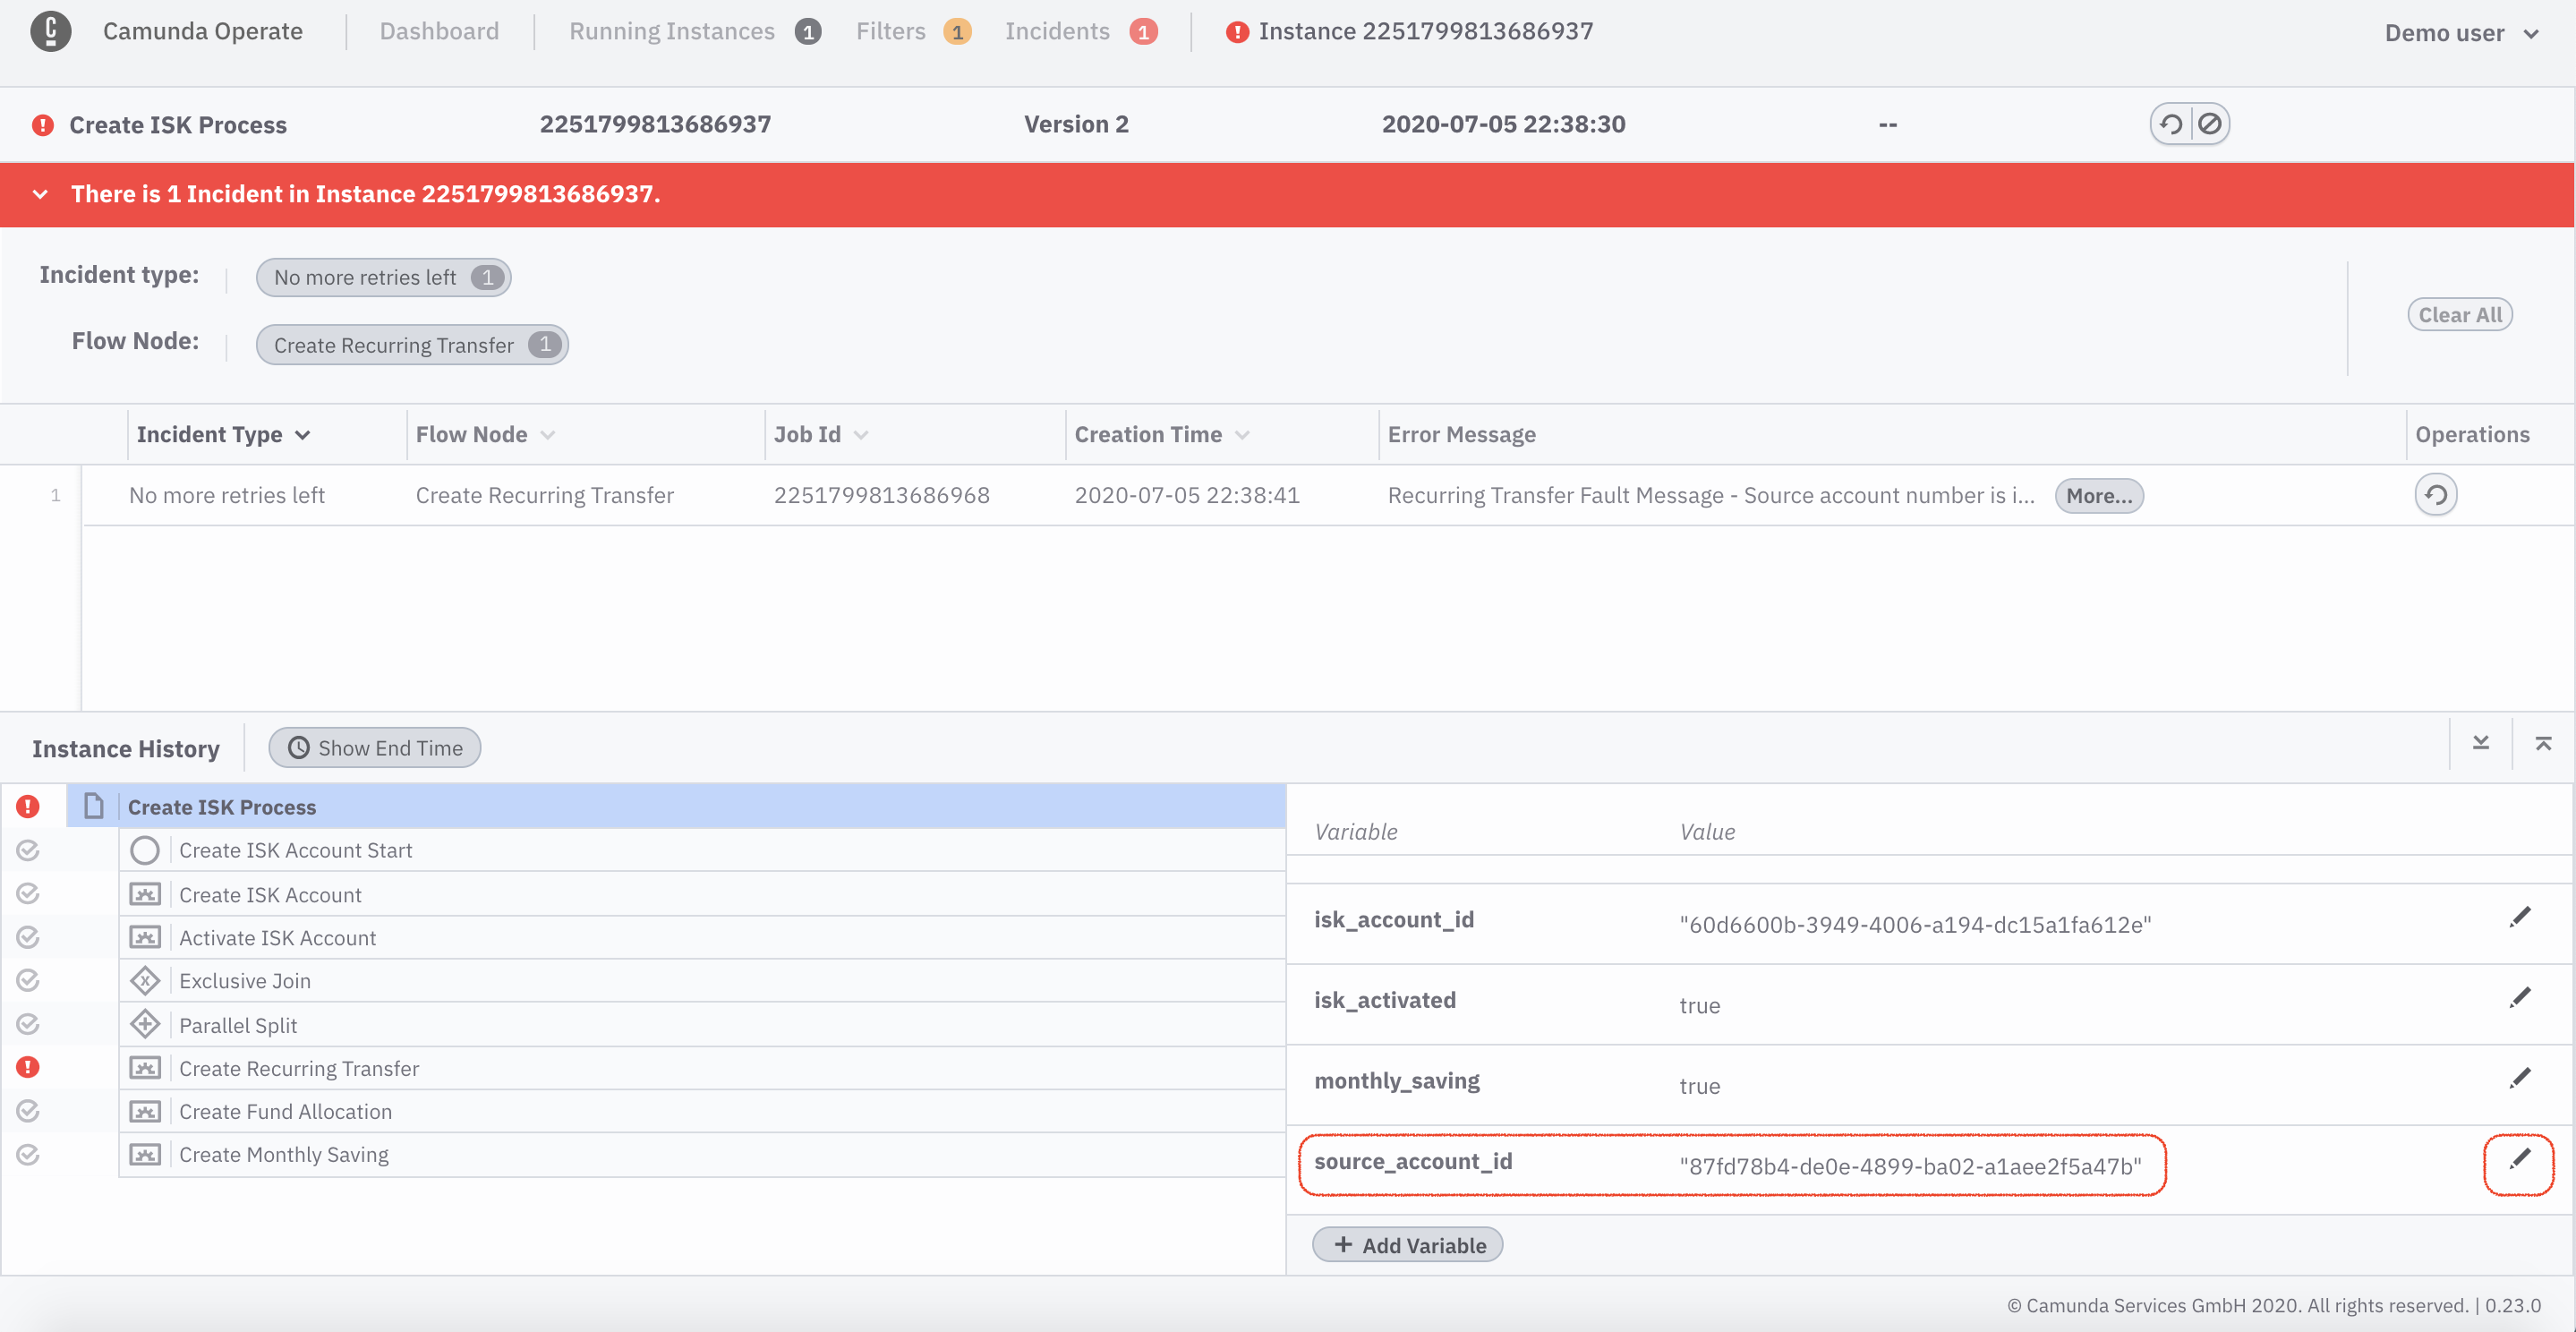 Camunda Operate Dashboard Running Instances 1 Filters 1 Incidents 1 Instance 2251799813686937 Demo user
Create ISK Process 2251799813686937 Version 2 2020-07-05 22:38:30 --
There is 1 Incident in Instance 2251799813686937.
Incident type: No more retries left 1
Clear All
Flow Node: Create Recurring Transfer 1
Incident Type Flow Node Job Id Creation Time Error Message Operations
1 No more retries left Create Recurring Transfer 2251799813686968 2020-07-05 22:38:41 Recurring Transfer Fault Message - Source account number is i... More...
Instance History Show End Time
Create ISK Process
Create ISK Account Start
Create ISK Account
Activate ISK Account
Exclusive Join
Parallel Split
Create Recurring Transfer
Create Fund Allocation
Create Monthly Saving
Variable Value
isk_account_id "60d6600b-3949-4006-a194-dc15a1fa612e"
isk_activated true
monthly_saving true
source_account_id "87fd78b4-de0e-4899-ba02-a1aee2f5a47b"
+ Add Variable
© Camunda Services GmbH 2020. All rights reserved. | 0.23.0